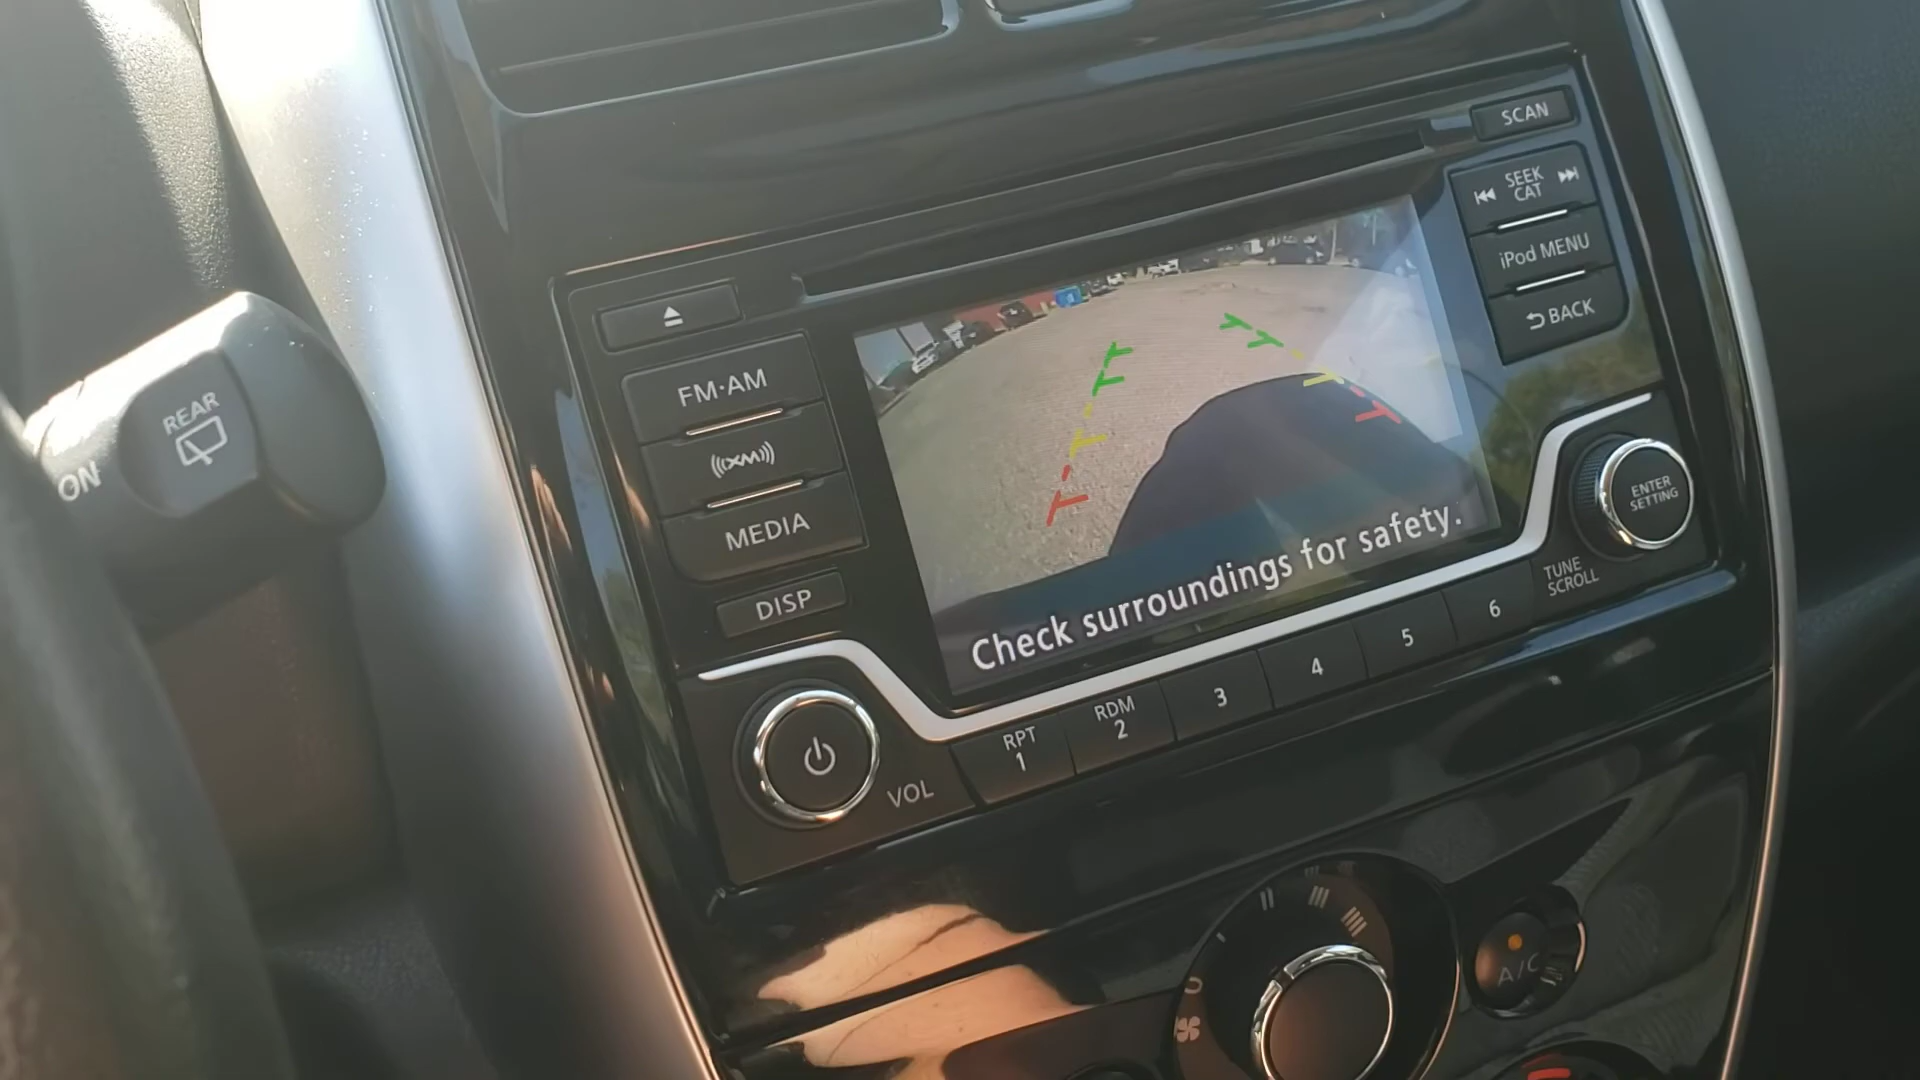 SCAN
SEEK
CAT
iPod MENU
BACK
FM·AM
(((XM)))
MEDIA
DISP
REAR
ON
Check surroundings for safety.
ENTER
SETTING
TUNE
SCROLL
VOL
RPT
1
RDM
2
3
4
5
6
A/C